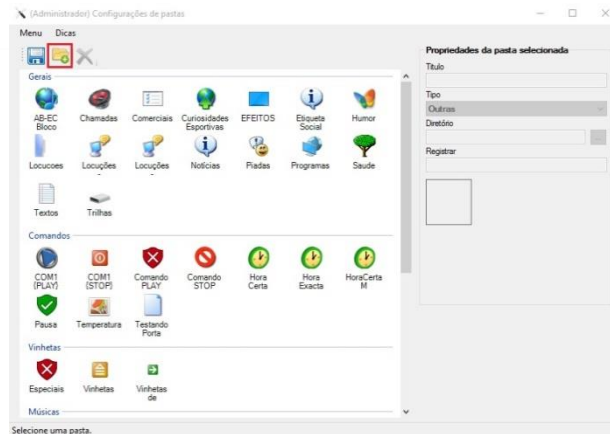 (Administrador) Configurações de pastas
Menu Dicas
Gerais
AB-EC Bloco
Chamadas
Comerciais
Curiosidades Esportivas
EFEITOS
Etiqueta Social
Humor
Locucoes
Locuções -
Locuções -
Notícias
Piadas
Programas
Saude
Textos
Trilhas
Comandos
COM1 (PLAY)
COM1 (STOP)
Comando PLAY
Comando STOP
Hora Certa
Hora Exacta
HoraCerta M
Pausa
Temperatura
Testando Porta
Vinhetas
Especiais
Vinhetas
Vinhetas de
Músicas
Selecione uma pasta.
Propriedades da pasta selecionada
Título
Tipo
Outras
Diretório
...
Registrar